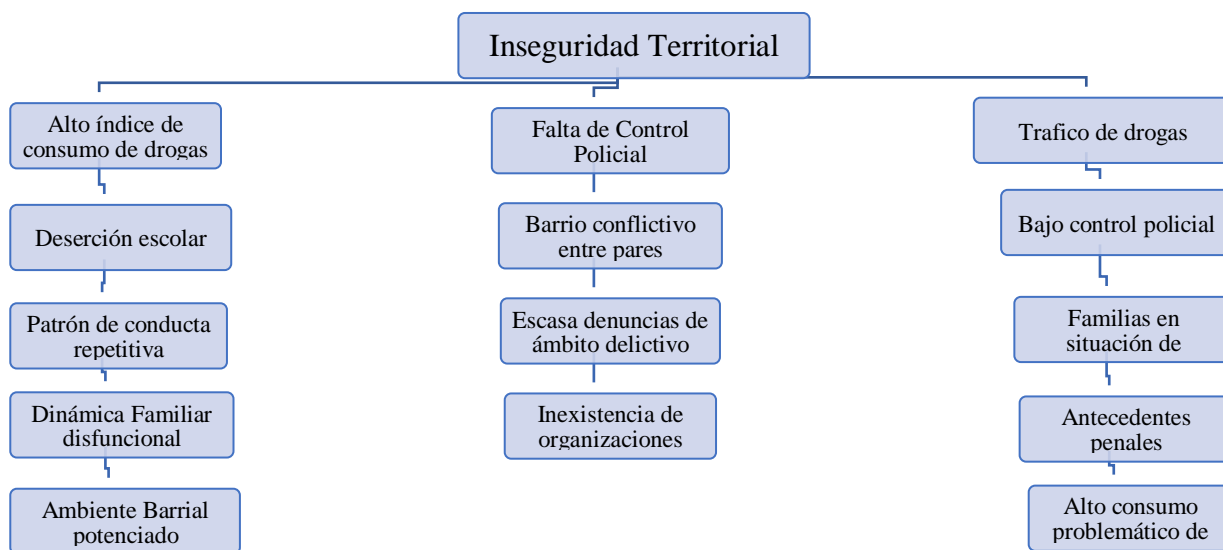 Inseguridad Territorial
Alto índice de
consumo de drogas
Deserción escolar
Patrón de conducta
repetitiva
Dinámica Familiar
disfuncional
Ambiente Barrial
potenciado
Falta de Control
Policial
Barrio conflictivo
entre pares
Escasa denuncias de
ámbito delictivo
Inexistencia de
organizaciones
Trafico de drogas
Bajo control policial
Familias en
situación de
Antecedentes
penales
Alto consumo
problemático de